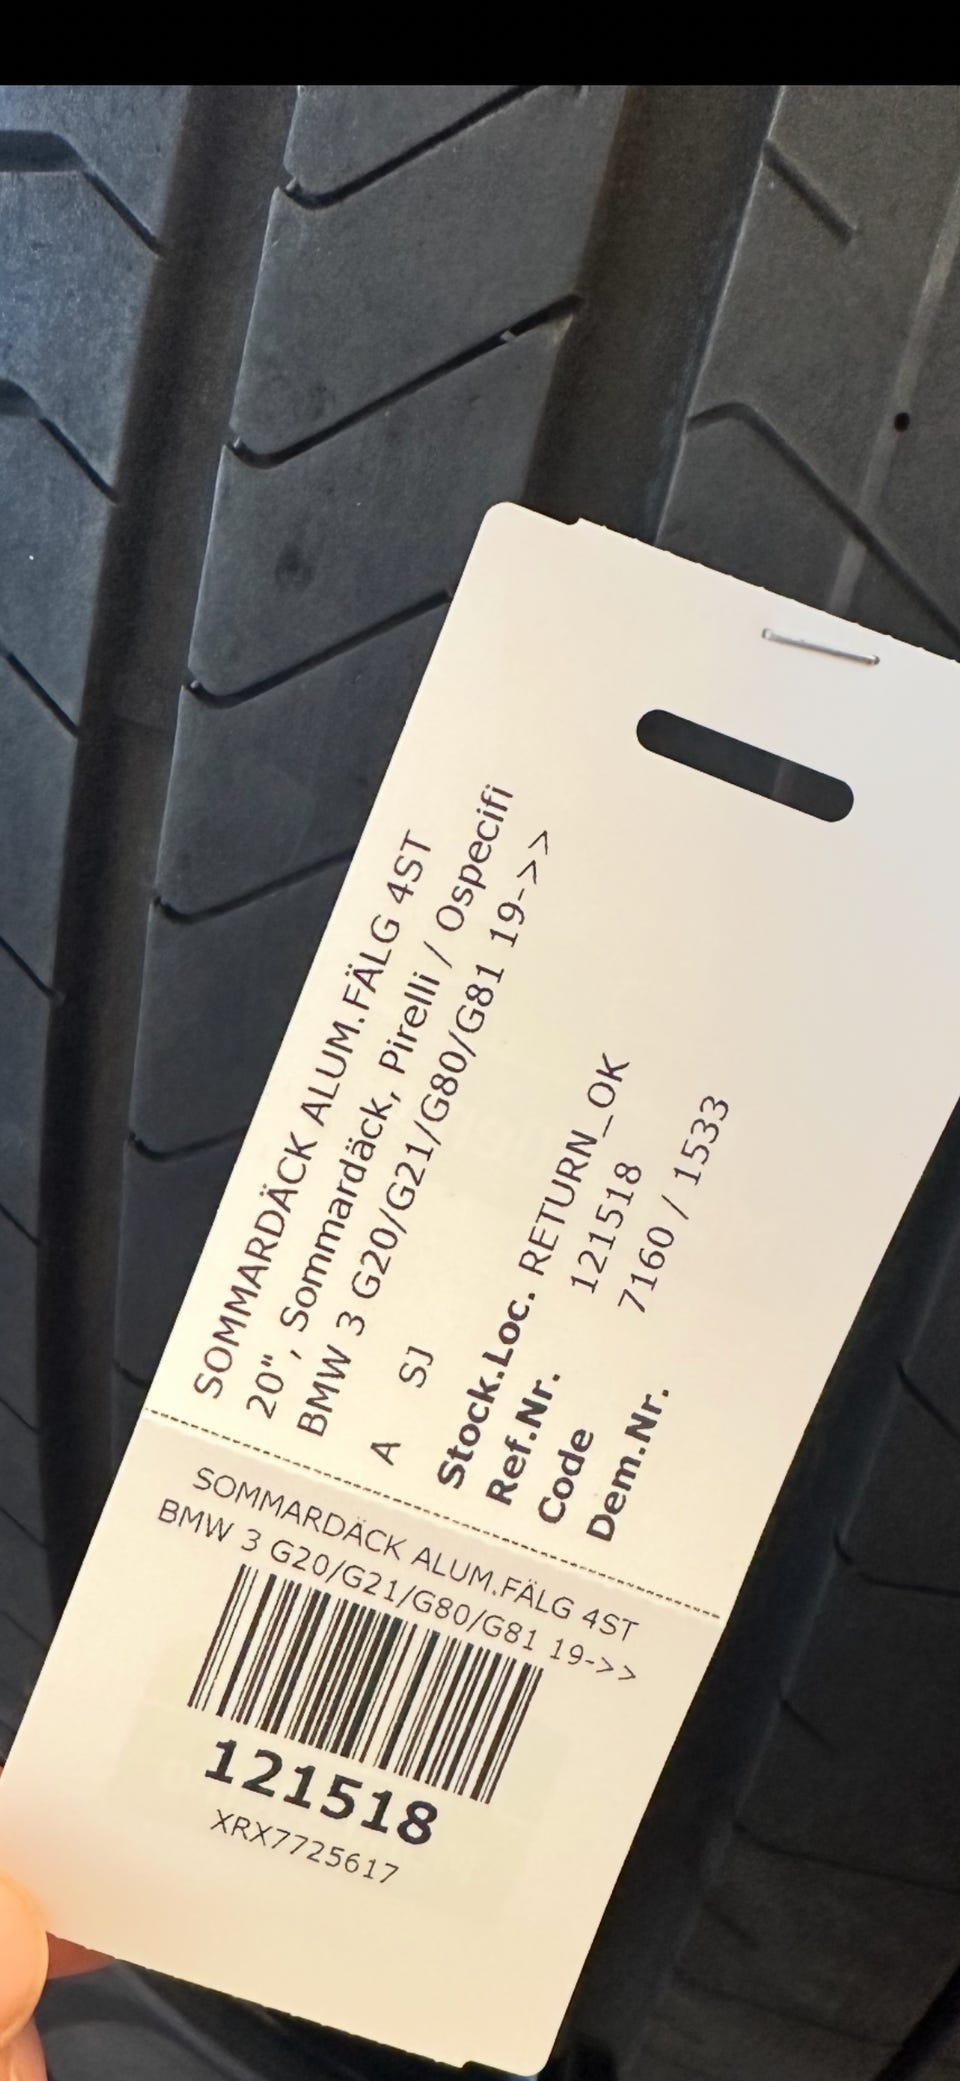 SOMMARDÄCK ALUM.FÄLG 4ST
20", Sommardäck, Pirelli / Ospecifi
BMW 3 G20/G21/G80/G81 19->>
A SJ
Stock.Loc. RETURN_OK
Ref.Nr. 121518
Code 7160 / 1533
Dem.Nr.
SOMMARDÄCK ALUM.FÄLG 4ST
BMW 3 G20/G21/G80/G81 19->>
121518
XRX7725617